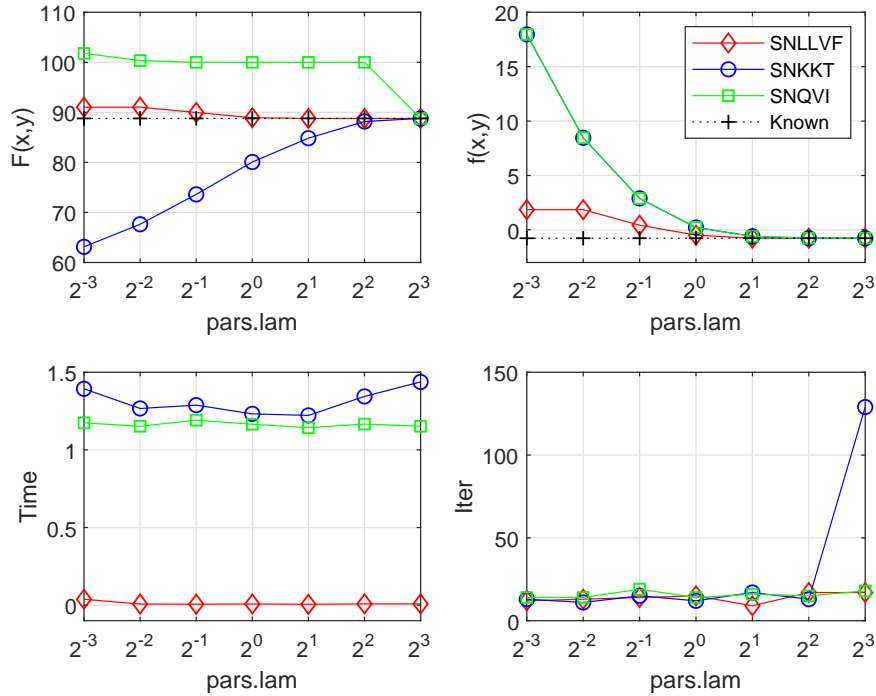 110
100
90
80
70
60
F(x,y)
2^-3 2^-2 2^-1 2^0 2^1 2^2 2^3
pars.lam
20
15
10
5
0
f(x,y)
SNLLVF
SNKKT
SNQVI
Known
2^-3 2^-2 2^-1 2^0 2^1 2^2 2^3
pars.lam
1.5
1
0.5
0
Time
2^-3 2^-2 2^-1 2^0 2^1 2^2 2^3
pars.lam
150
100
50
0
Iter
2^-3 2^-2 2^-1 2^0 2^1 2^2 2^3
pars.lam